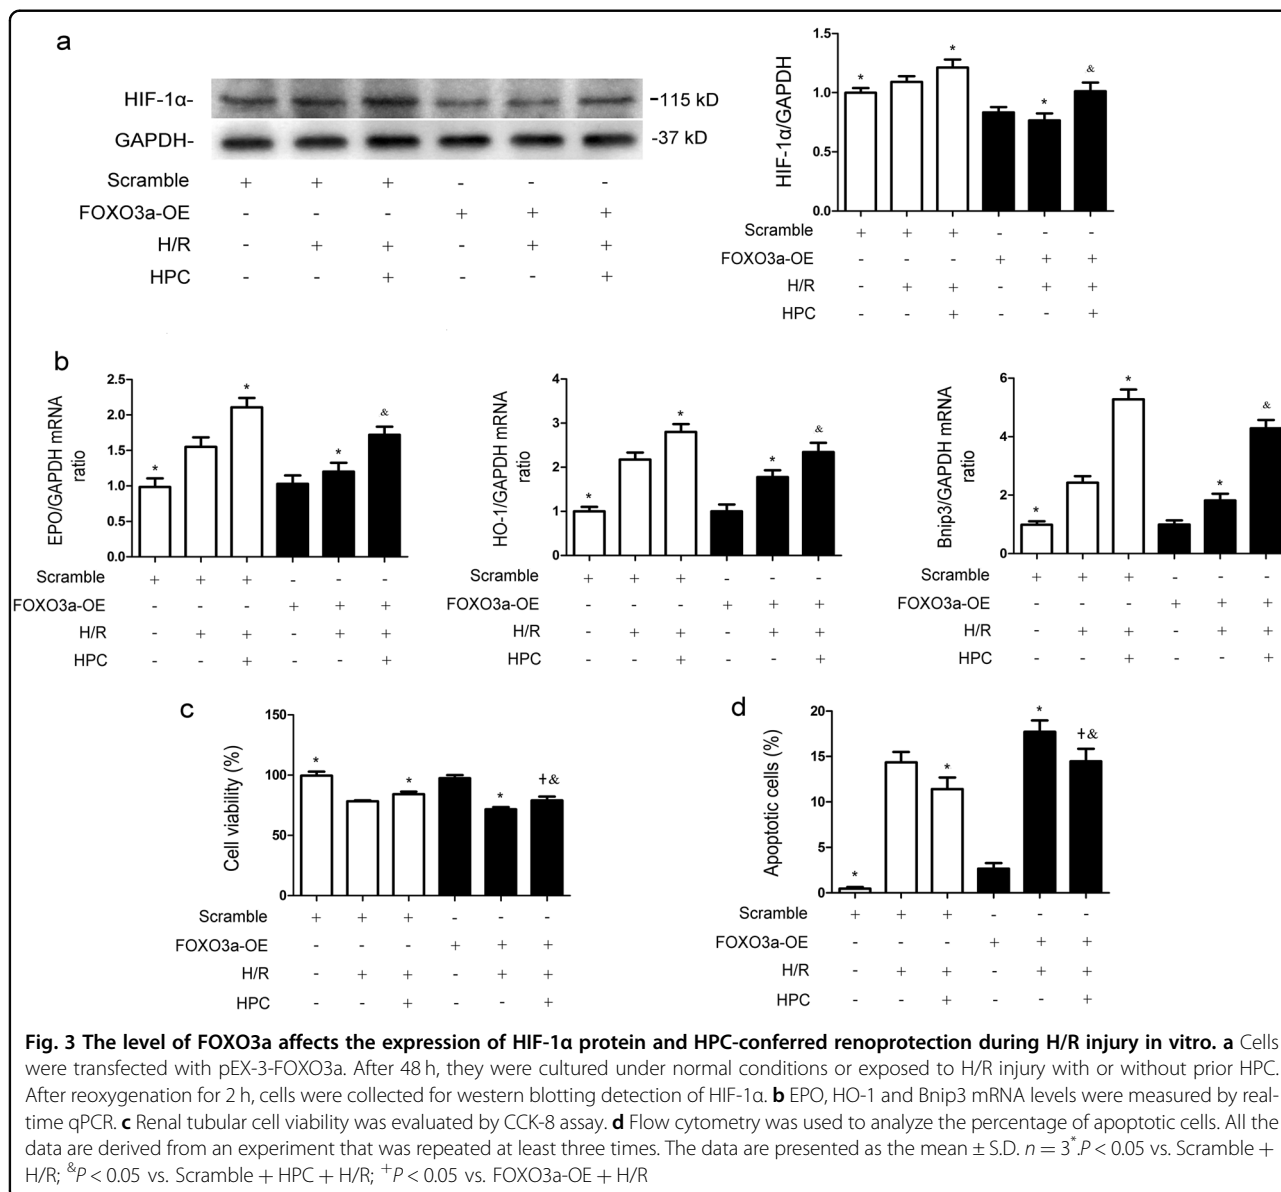 a
HIF-1α-
-115 kD
GAPDH-
-37 kD
Scramble + + + - - -
FOXO3a-OE - - - + + +
H/R - + + - + +
HPC - - + - - +
HIF-1α/GAPDH
1.5
1.0
0.5
0.0
* * * &
Scramble + + + - - -
FOXO3a-OE - - - + + +
H/R - + + - + +
HPC - - + - - +
b
EPO/GAPDH mRNA
ratio
2.5
2.0
1.5
1.0
0.5
0.0
* * * &
Scramble + + + - - -
FOXO3a-OE - - - + + +
H/R - + + - + +
HPC - - + - - +
HO-1/GAPDH mRNA
ratio
4
3
2
1
0
* * * &
Scramble + + + - - -
FOXO3a-OE - - - + + +
H/R - + + - + +
HPC - - + - - +
Bnip3/GAPDH mRNA
ratio
6
4
2
0
* * * &
Scramble + + + - - -
FOXO3a-OE - - - + + +
H/R - + + - + +
HPC - - + - - +
c
Cell viability (%)
150
100
50
0
* * * +&
Scramble + + + - - -
FOXO3a-OE - - - + + +
H/R - + + - + +
HPC - - + - - +
d
Apoptotic cells (%)
20
15
10
5
0
* * * +&
Scramble + + + - - -
FOXO3a-OE - - - + + +
H/R - + + - + +
HPC - - + - - +
Fig. 3 The level of FOXO3a affects the expression of HIF-1α protein and HPC-conferred renoprotection during H/R injury in vitro. a Cells
were transfected with pEX-3-FOXO3a. After 48 h, they were cultured under normal conditions or exposed to H/R injury with or without prior HPC.
After reoxygenation for 2 h, cells were collected for western blotting detection of HIF-1α. b EPO, HO-1 and Bnip3 mRNA levels were measured by real-
time qPCR. c Renal tubular cell viability was evaluated by CCK-8 assay. d Flow cytometry was used to analyze the percentage of apoptotic cells. All the
data are derived from an experiment that was repeated at least three times. The data are presented as the mean ± S.D. n = 3*.P < 0.05 vs. Scramble +
H/R; &P < 0.05 vs. Scramble + HPC + H/R; +P < 0.05 vs. FOXO3a-OE + H/R